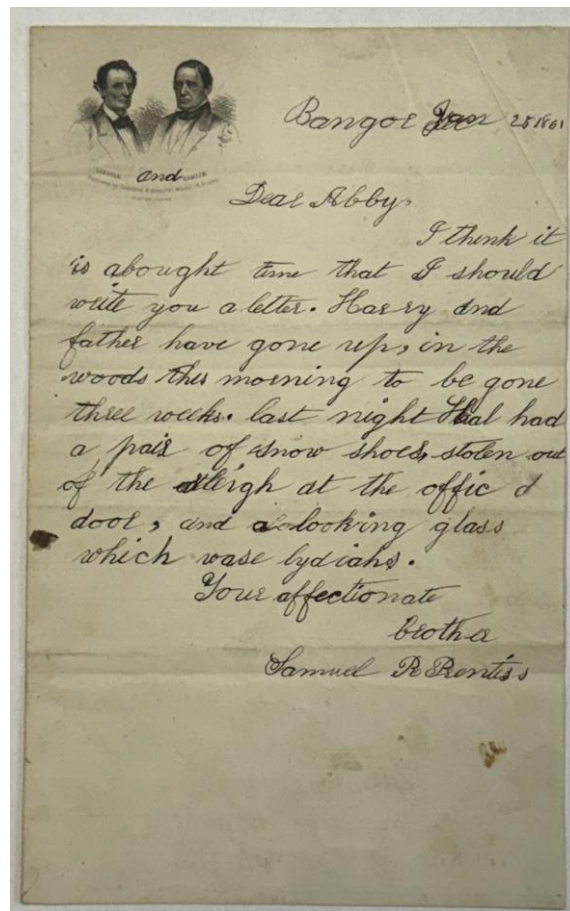 LINCOLN and HAMLIN
Bangor Jan 25 1861
Dear Abby,
I think it
is abought time that I should
write you a letter. Harry and
father have gone up, in the
woods this morning to be gone
three weeks. last night Hal had
a pair of snow shoes, stolen out
of the sleigh at the offic d
door, and a looking glass
which wase lydiahs.
Your affectionate
brother
Samuel R Prentiss